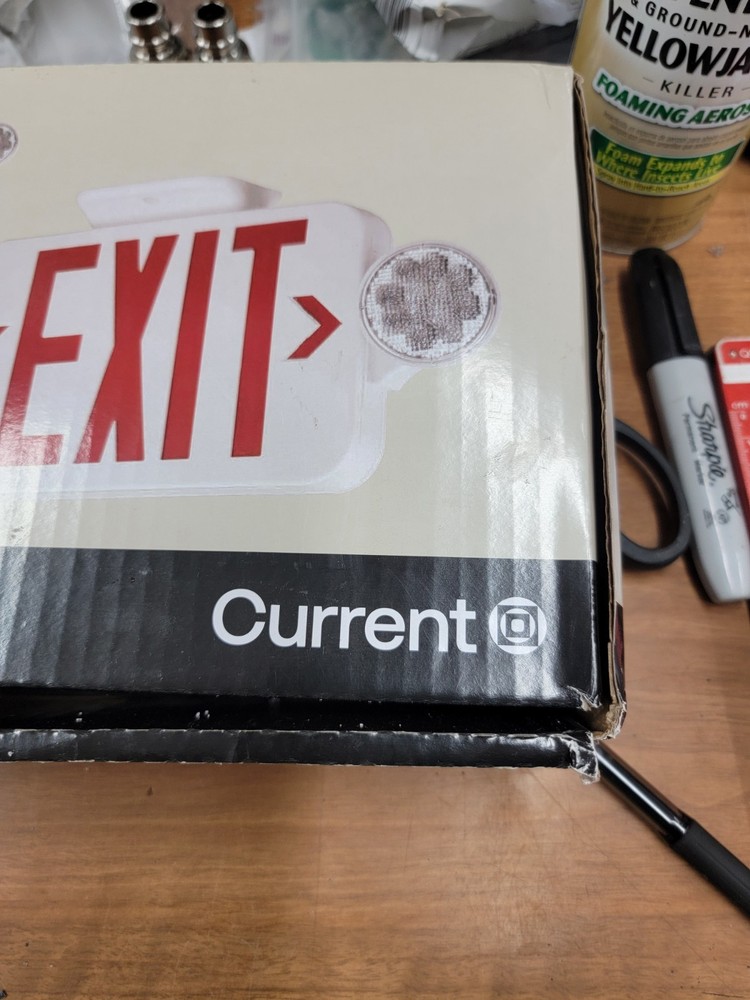 & GROUND-
YELLOWJA
- KILLER -
FOAMING AEROS
Foam Expands to
Where Insects Live
EXIT
Sharpie
Current